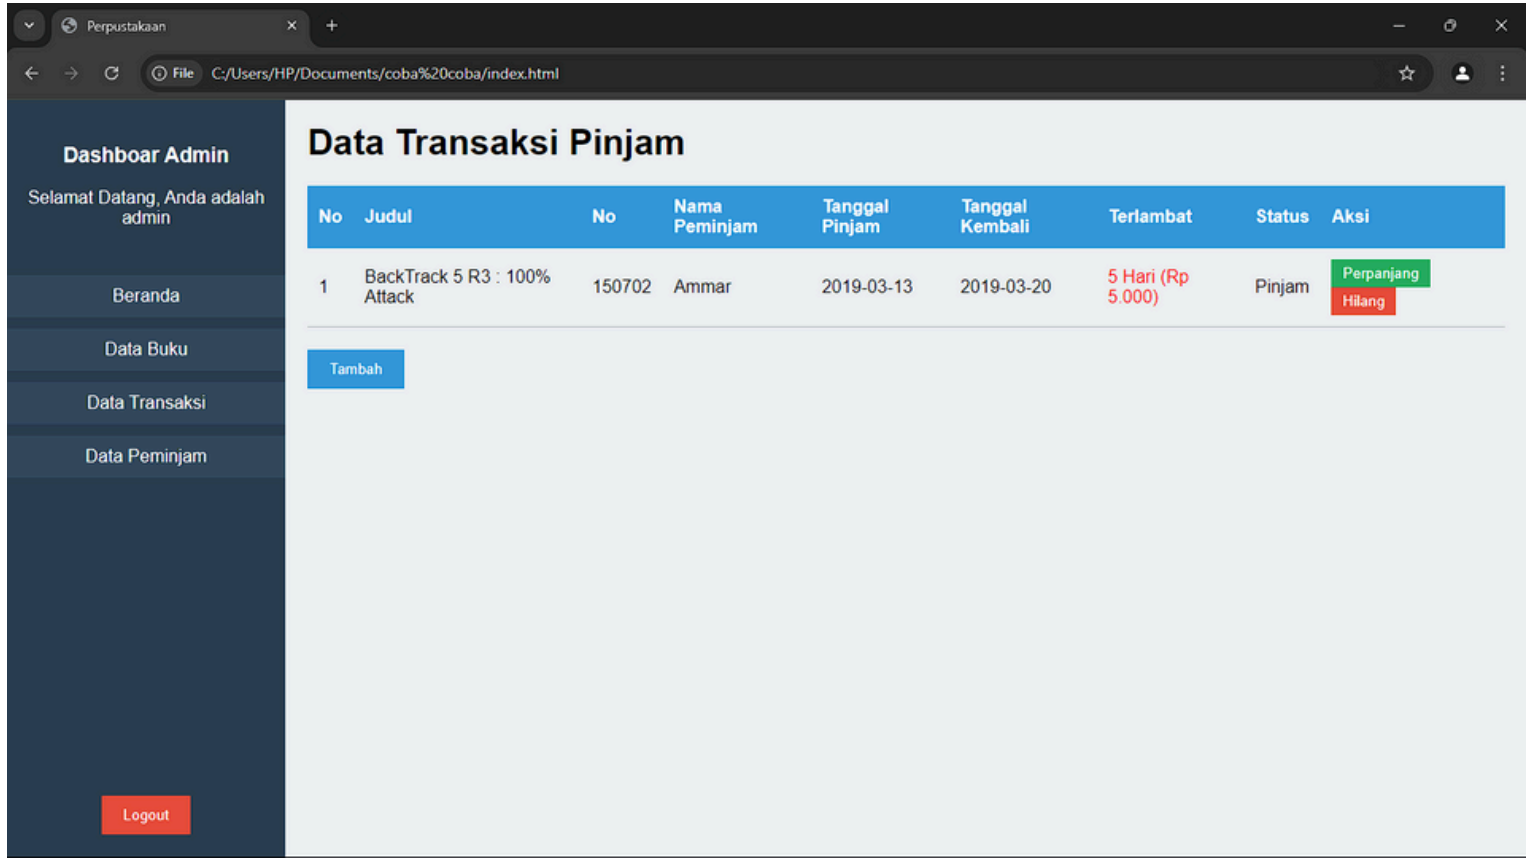 Perpustakaan
File C:/Users/HP/Documents/coba%20coba/index.html
Dashboar Admin
Selamat Datang, Anda adalah
admin
Beranda
Data Buku
Data Transaksi
Data Peminjam
Logout
Data Transaksi Pinjam
No Judul No Nama Peminjam Tanggal Pinjam Tanggal Kembali Terlambat Status Aksi
1 BackTrack 5 R3 : 100% Attack 150702 Ammar 2019-03-13 2019-03-20 5 Hari (Rp 5.000) Pinjam Perpanjang Hilang
Tambah